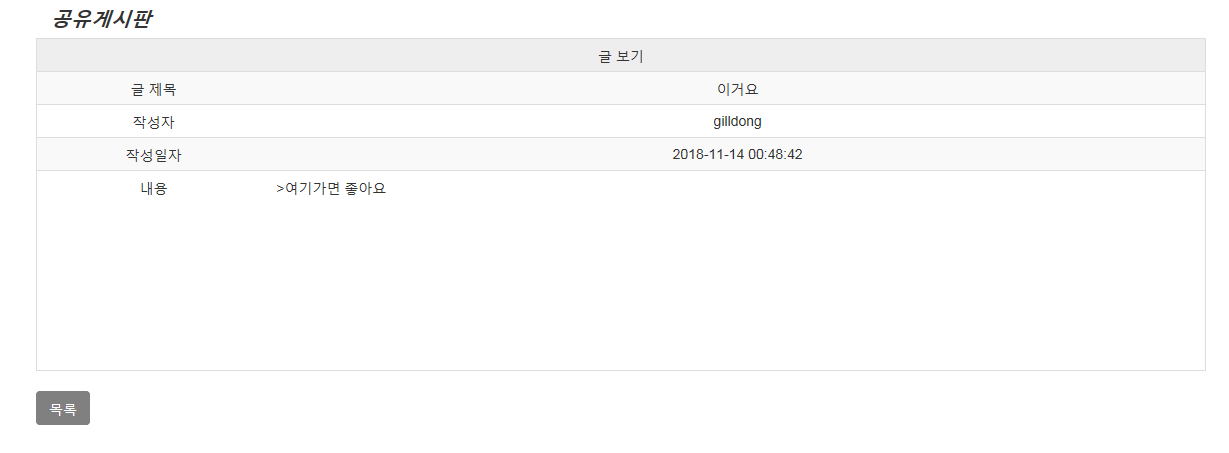 공유게시판
글 보기
글 제목 이거요
작성자 gilldong
작성일자 2018-11-14 00:48:42
내용 >여기가면 좋아요
목록